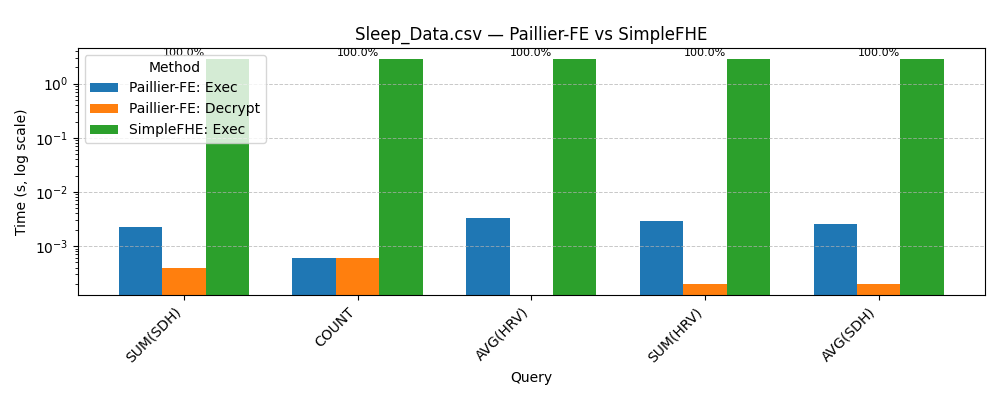 Sleep_Data.csv — Paillier-FE vs SimpleFHE
100.0% 100.0% 100.0% 100.0% 100.0%
Method
Paillier-FE: Exec
Paillier-FE: Decrypt
SimpleFHE: Exec
Time (s, log scale)
10⁰
10⁻¹
10⁻²
10⁻³
SUM(SDH) COUNT AVG(HRV) SUM(HRV) AVG(SDH)
Query